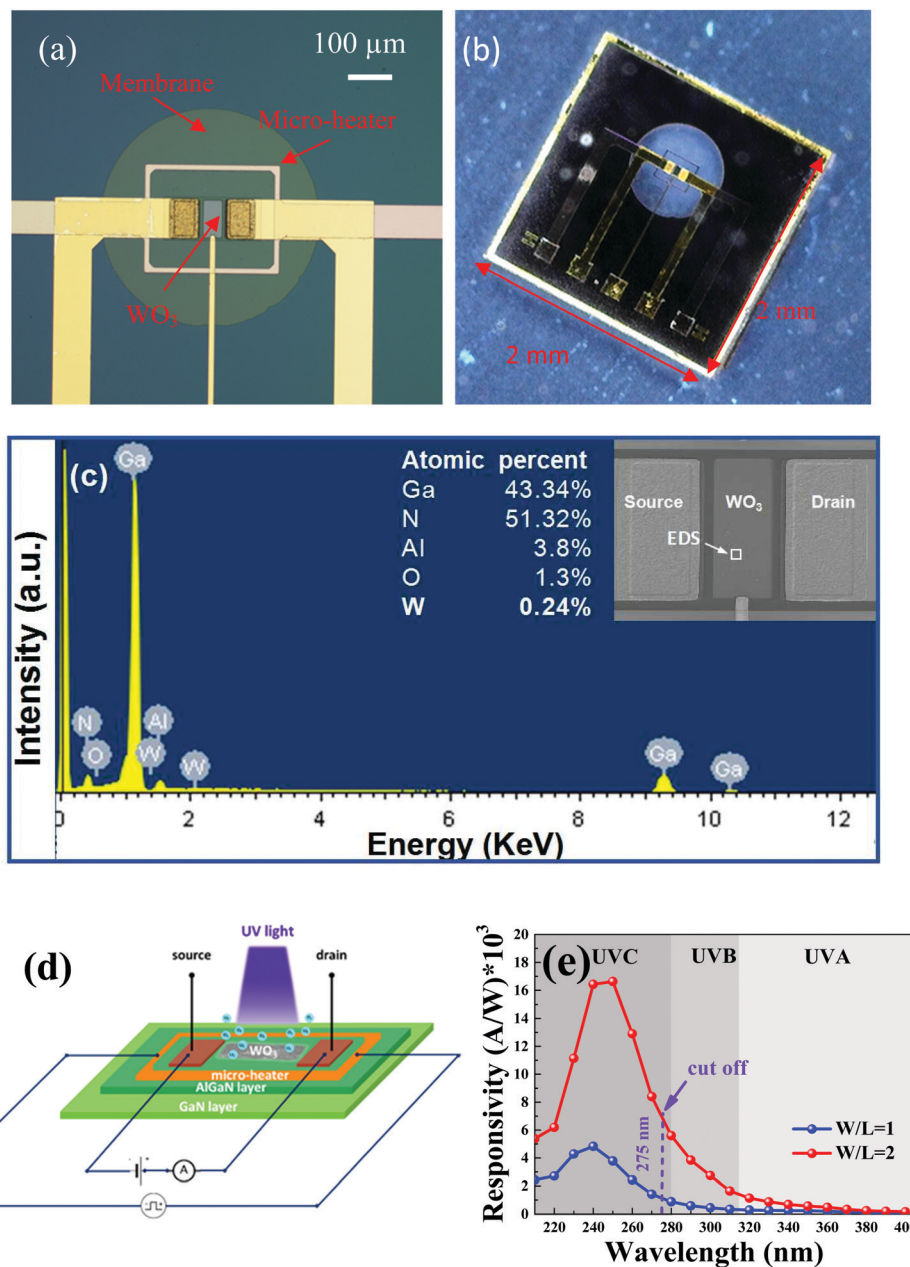 (a)
100 µm
Membrane
Micro-heater
WO₃
(b)
2 mm
2 mm
(c)
Ga
N
O
Al
W
W
Ga
Ga
Atomic percent
Ga 43.34%
N 51.32%
Al 3.8%
O 1.3%
W 0.24%
Source
WO₃
Drain
EDS
Intensity (a.u.)
0 2 4 6 8 10 12
Energy (KeV)
(d)
UV light
source
drain
WO₃
micro-heater
AlGaN layer
GaN layer
A
(e)
UVC
UVB
UVA
Responsivity (A/W)*10^3
20
18
16
14
12
10
8
6
4
2
0
cut off
275 nm
W/L=1
W/L=2
220 240 260 280 300 320 340 360 380 400
Wavelength (nm)